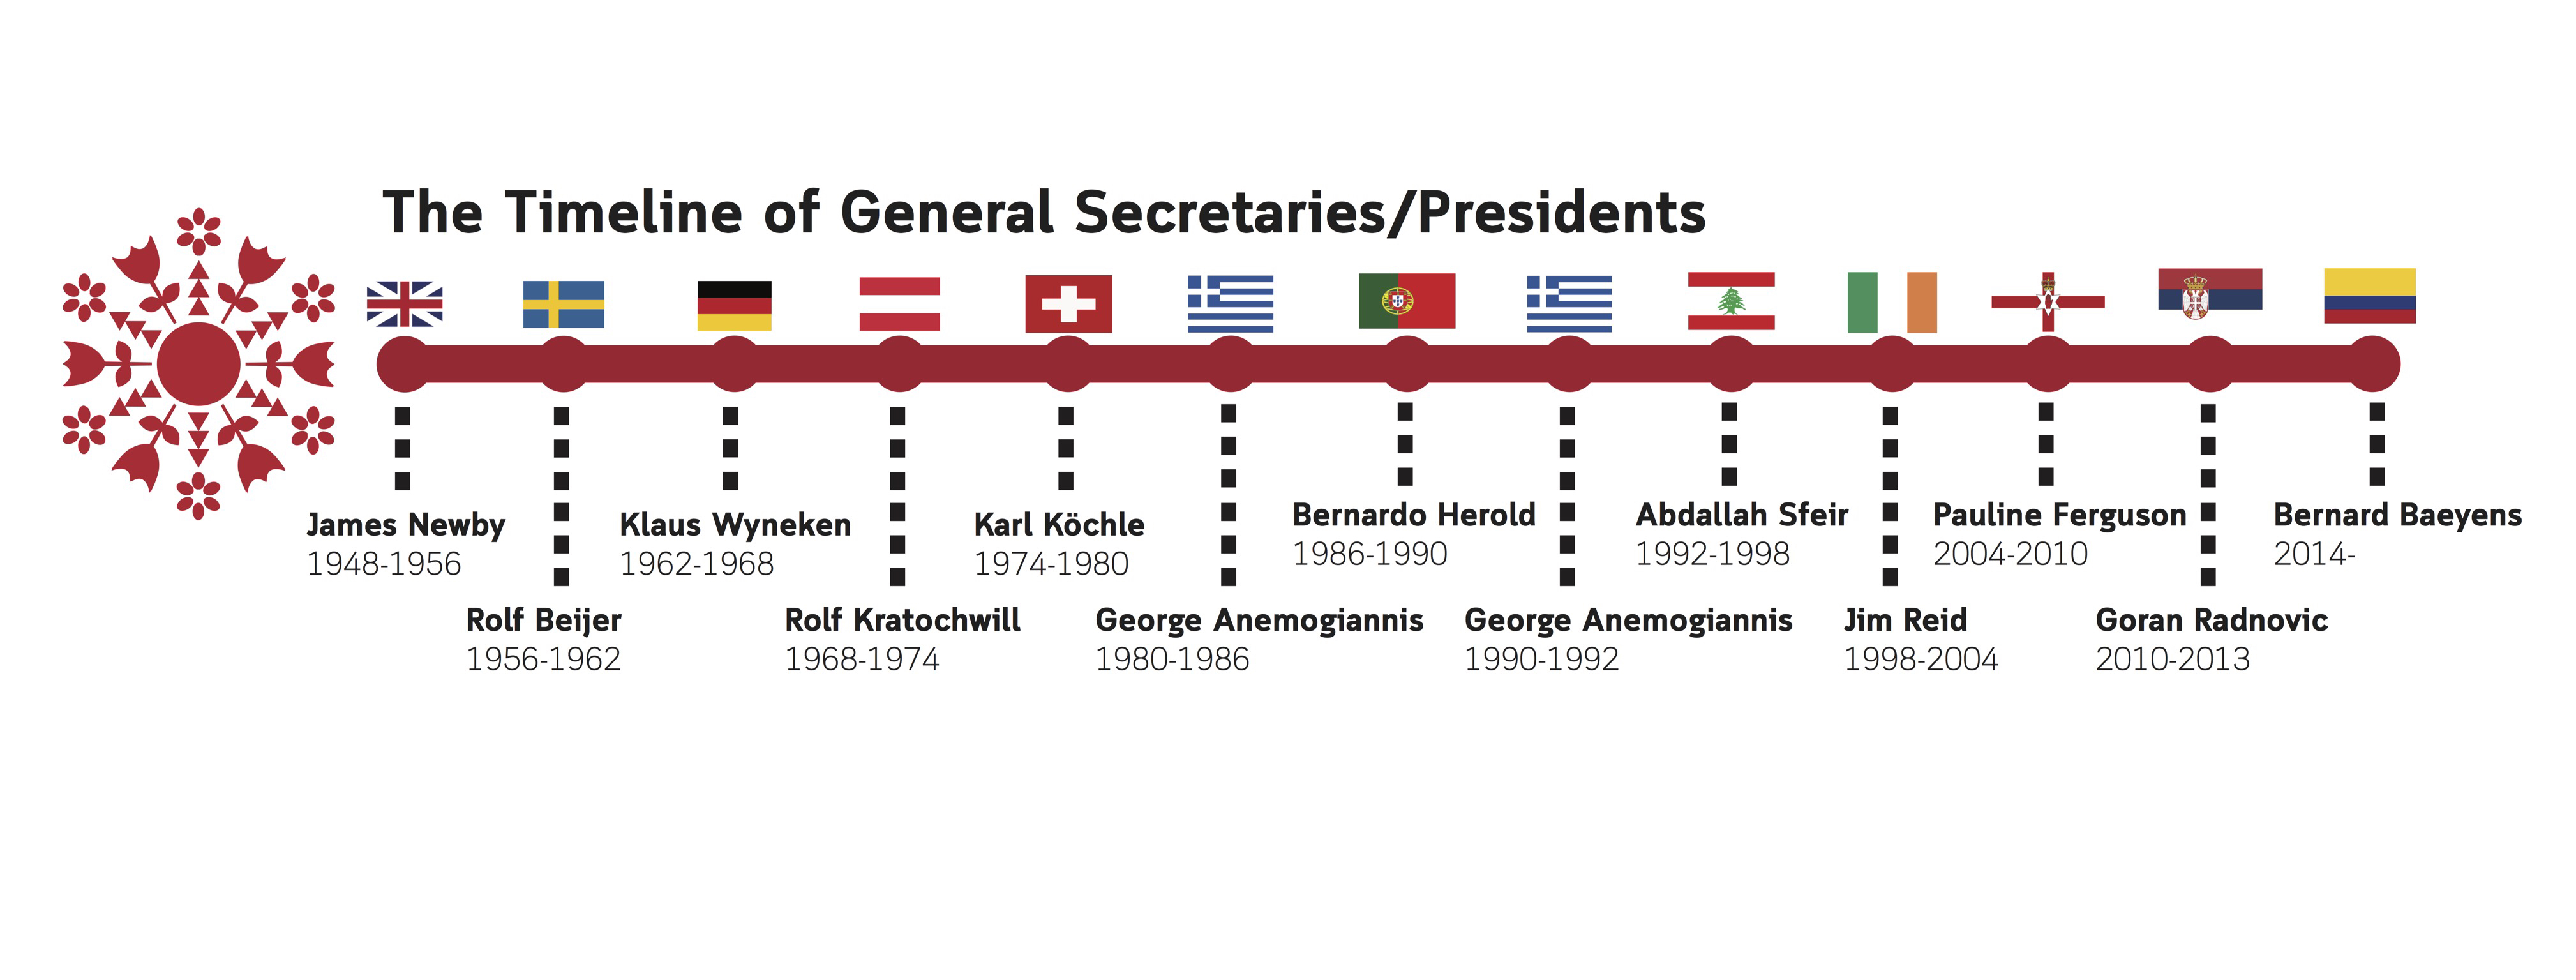 The Timeline of General Secretaries/Presidents
James Newby
1948-1956
Rolf Beijer
1956-1962
Klaus Wyneken
1962-1968
Rolf Kratochwill
1968-1974
Karl Köchle
1974-1980
George Anemogiannis
1980-1986
Bernardo Herold
1986-1990
George Anemogiannis
1990-1992
Abdallah Sfeir
1992-1998
Jim Reid
1998-2004
Pauline Ferguson
2004-2010
Goran Radnovic
2010-2013
Bernard Baeyens
2014-